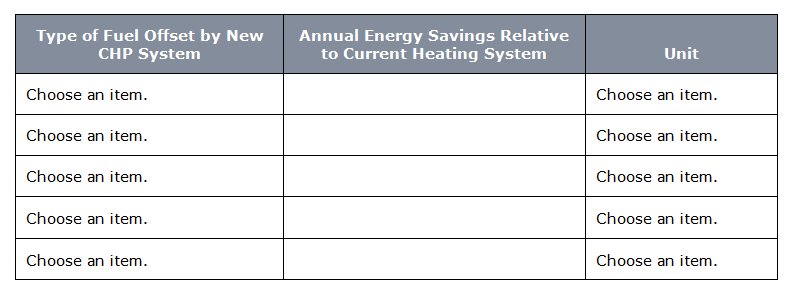 Type of Fuel Offset by New
CHP System
Annual Energy Savings Relative
to Current Heating System
Unit
Choose an item.
Choose an item.
Choose an item.
Choose an item.
Choose an item.
Choose an item.
Choose an item.
Choose an item.
Choose an item.
Choose an item.